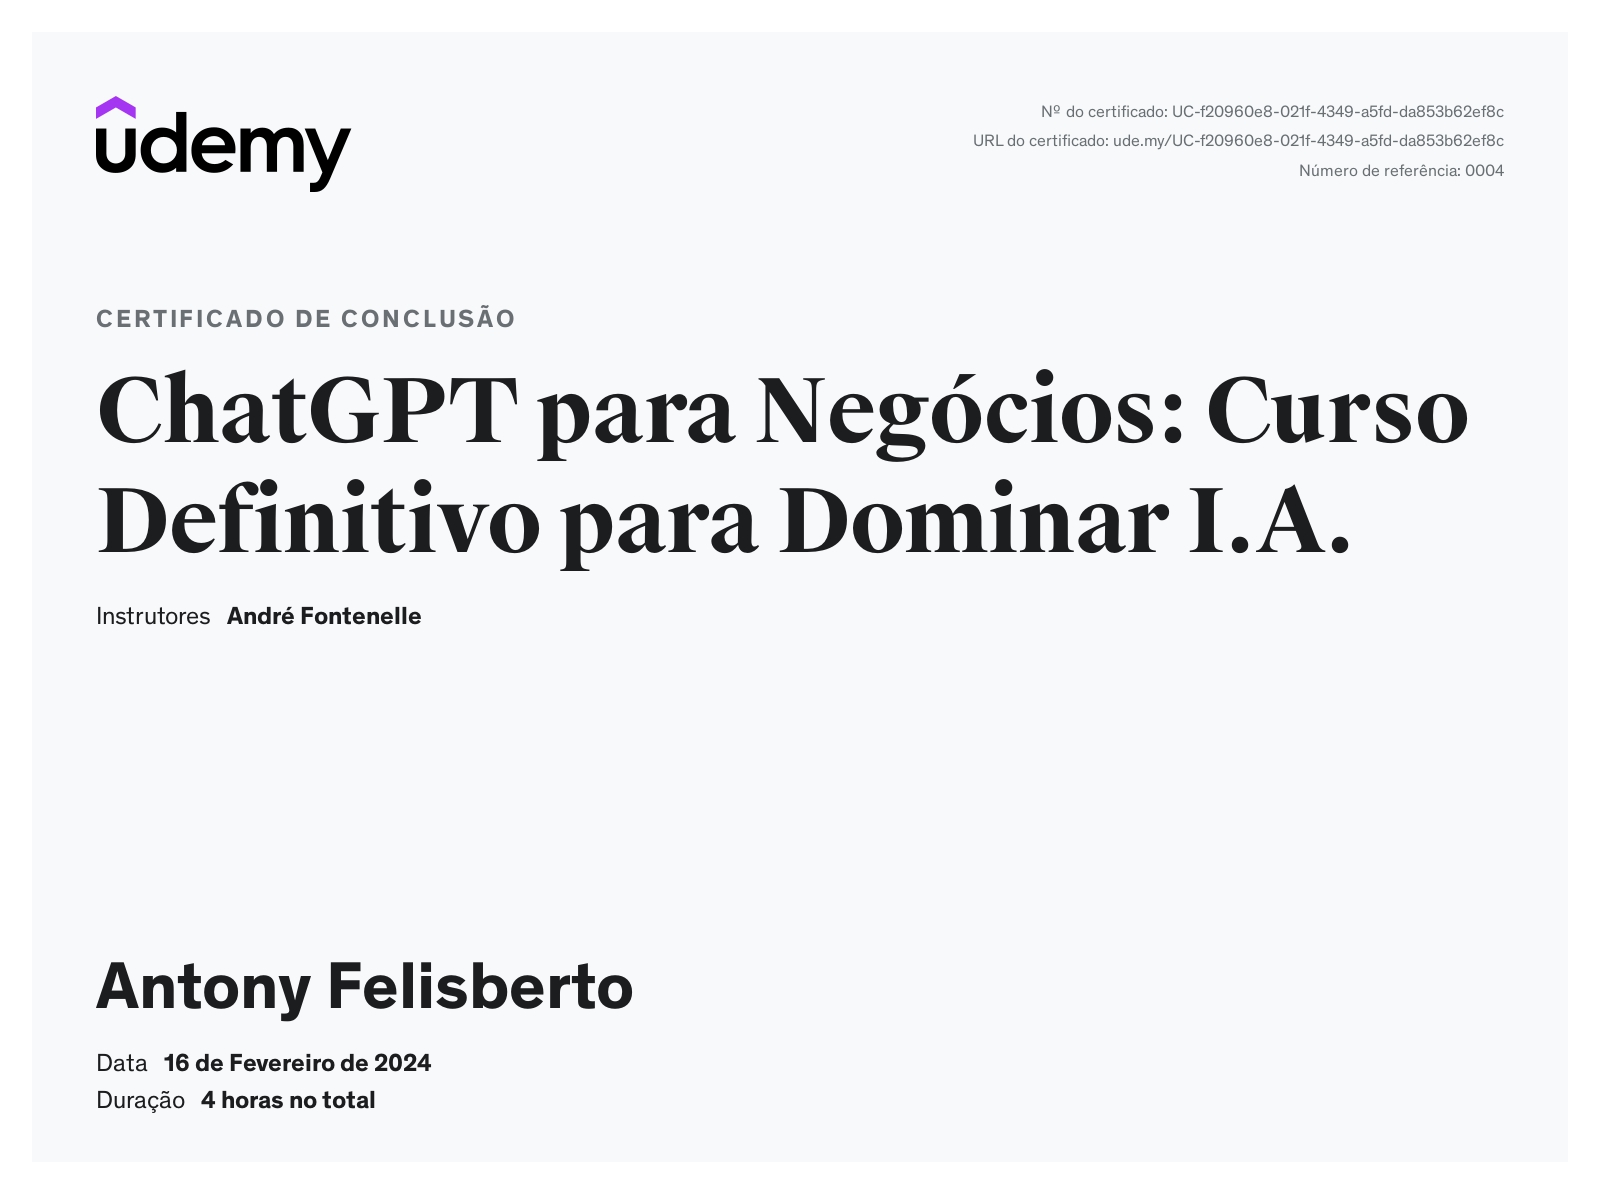 udemy
Nº do certificado: UC-f20960e8-021f-4349-a5fd-da853b62ef8c
URL do certificado: ude.my/UC-f20960e8-021f-4349-a5fd-da853b62ef8c
Número de referência: 0004
CERTIFICADO DE CONCLUSÃO
ChatGPT para Negócios: Curso
Definitivo para Dominar I.A.
Instrutores André Fontenelle
Antony Felisberto
Data 16 de Fevereiro de 2024
Duração 4 horas no total